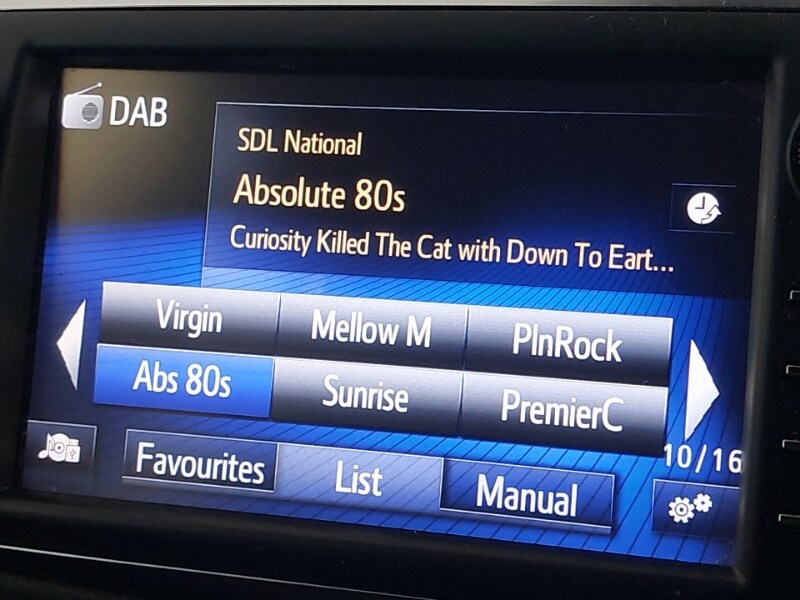 DAB
SDL National
Absolute 80s
Curiosity Killed The Cat with Down To Eart...
Virgin Mellow M PlnRock
Abs 80s Sunrise PremierC
10/16
Favourites List Manual